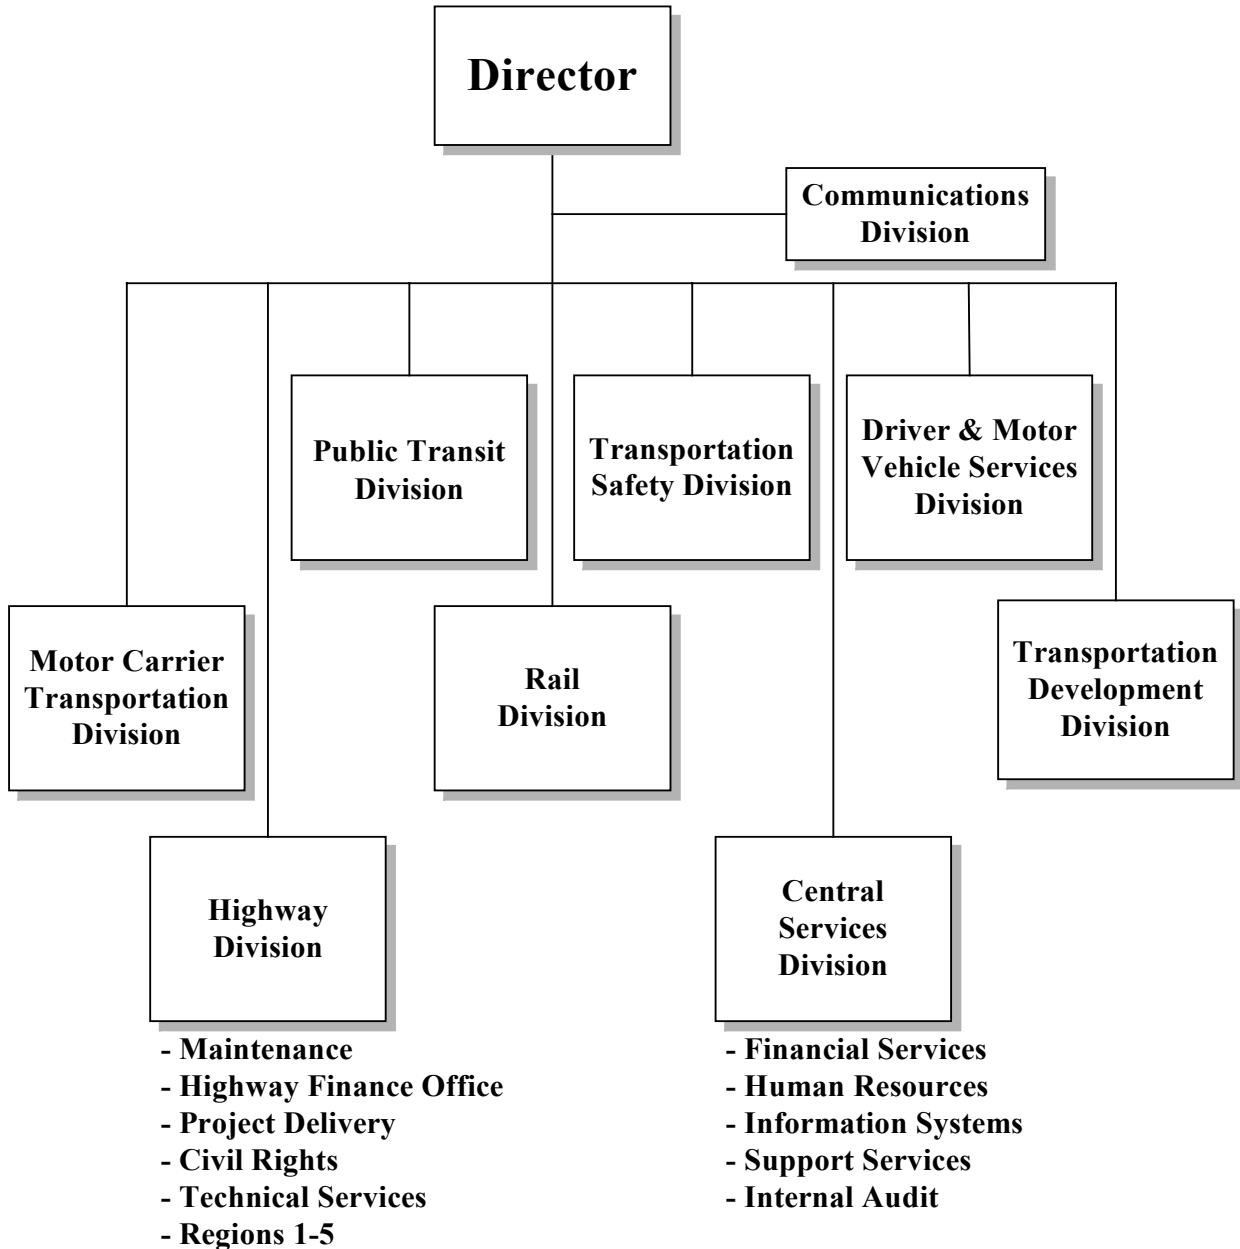 Director
Communications
Division
Public Transit
Division
Transportation
Safety Division
Driver & Motor
Vehicle Services
Division
Motor Carrier
Transportation
Division
Rail
Division
Transportation
Development
Division
Highway
Division
- Maintenance
- Highway Finance Office
- Project Delivery
- Civil Rights
- Technical Services
- Regions 1-5
Central
Services
Division
- Financial Services
- Human Resources
- Information Systems
- Support Services
- Internal Audit